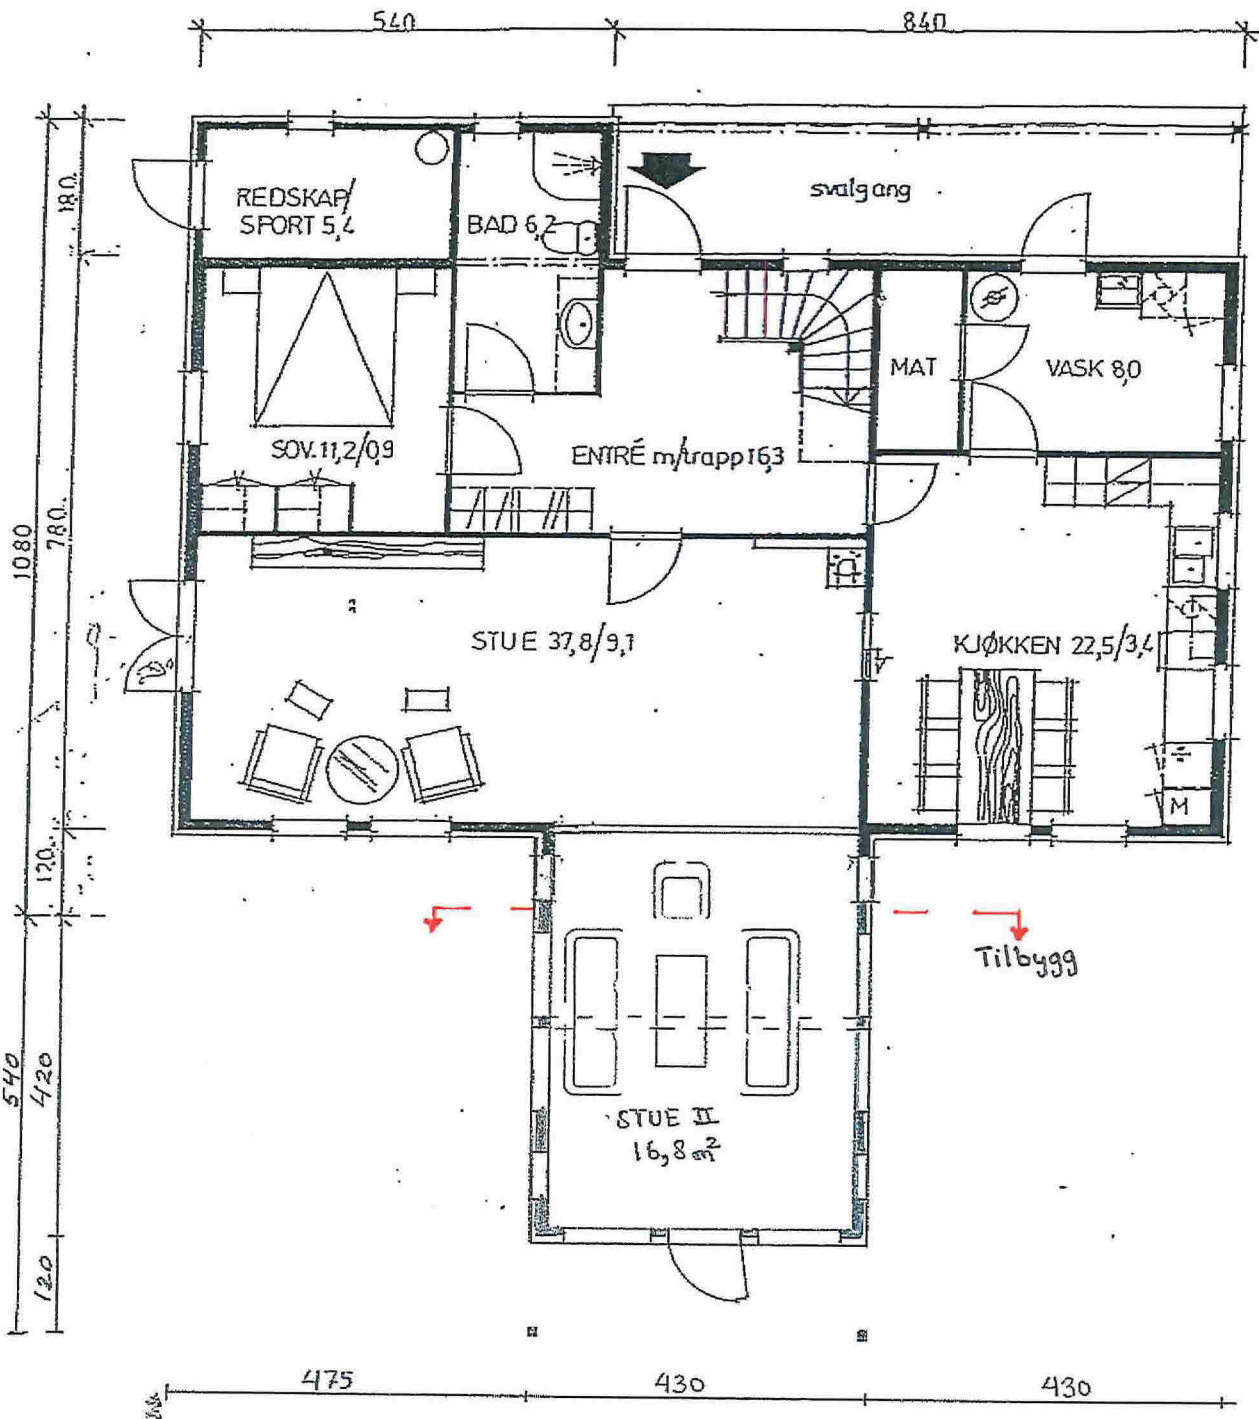 540
840
180
REDSKAP/
SPORT 5,4
BAD 6,2
svalgang
MAT
VASK 8,0
SOV.11,2/0,9
ENTRÉ m/trapp 16,3
1080
780
STUE 37,8/9,1
KJØKKEN 22,5/3,4
M
120
Tilbygg
540
420
STUE II
16,8 m²
120
475
430
430